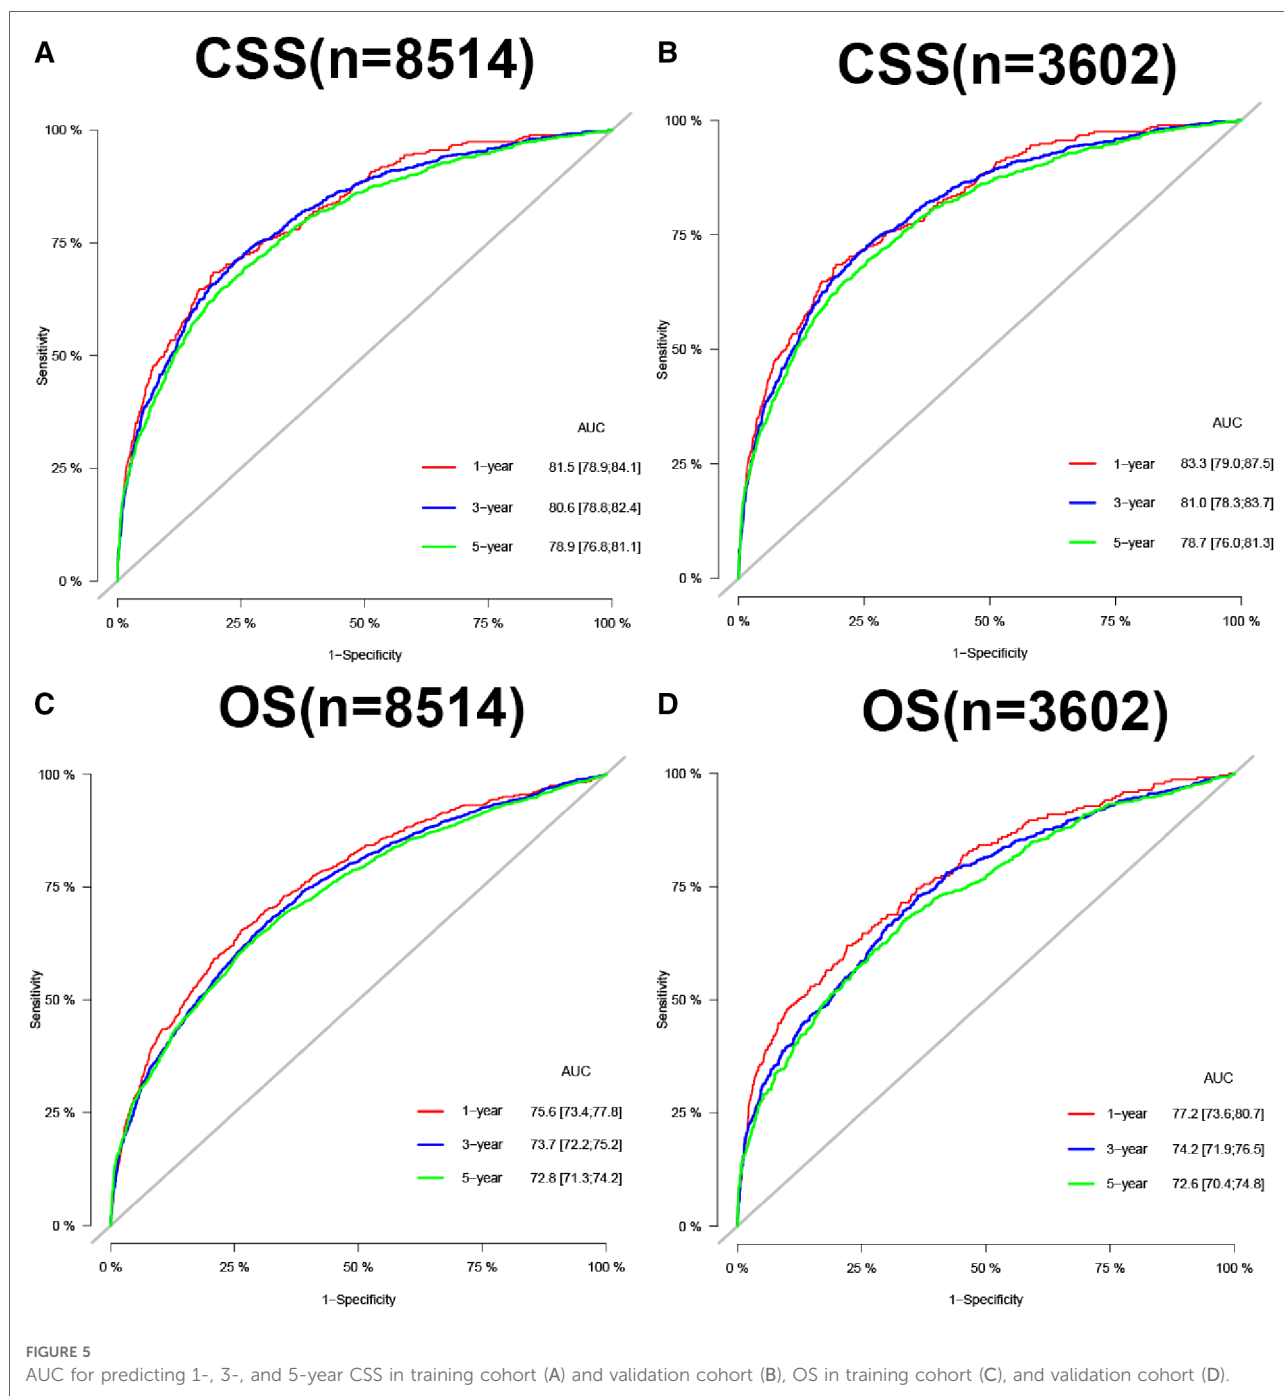 A
CSS(n=8514)
100 %
75 %
50 %
25 %
0 %
Sensitivity
AUC
1−year 81.5 [78.9;84.1]
3−year 80.6 [78.8;82.4]
5−year 78.9 [76.8;81.1]
0 % 25 % 50 % 75 % 100 %
1−Specificity
B
CSS(n=3602)
100 %
75 %
50 %
25 %
0 %
Sensitivity
AUC
1−year 83.3 [79.0;87.5]
3−year 81.0 [78.3;83.7]
5−year 78.7 [76.0;81.3]
0 % 25 % 50 % 75 % 100 %
1−Specificity
C
OS(n=8514)
100 %
75 %
50 %
25 %
0 %
Sensitivity
AUC
1−year 75.6 [73.4;77.8]
3−year 73.7 [72.2;75.2]
5−year 72.8 [71.3;74.2]
0 % 25 % 50 % 75 % 100 %
1−Specificity
D
OS(n=3602)
100 %
75 %
50 %
25 %
0 %
Sensitivity
AUC
1−year 77.2 [73.6;80.7]
3−year 74.2 [71.9;76.5]
5−year 72.6 [70.4;74.8]
0 % 25 % 50 % 75 % 100 %
1−Specificity
FIGURE 5
AUC for predicting 1-, 3-, and 5-year CSS in training cohort (A) and validation cohort (B), OS in training cohort (C), and validation cohort (D).